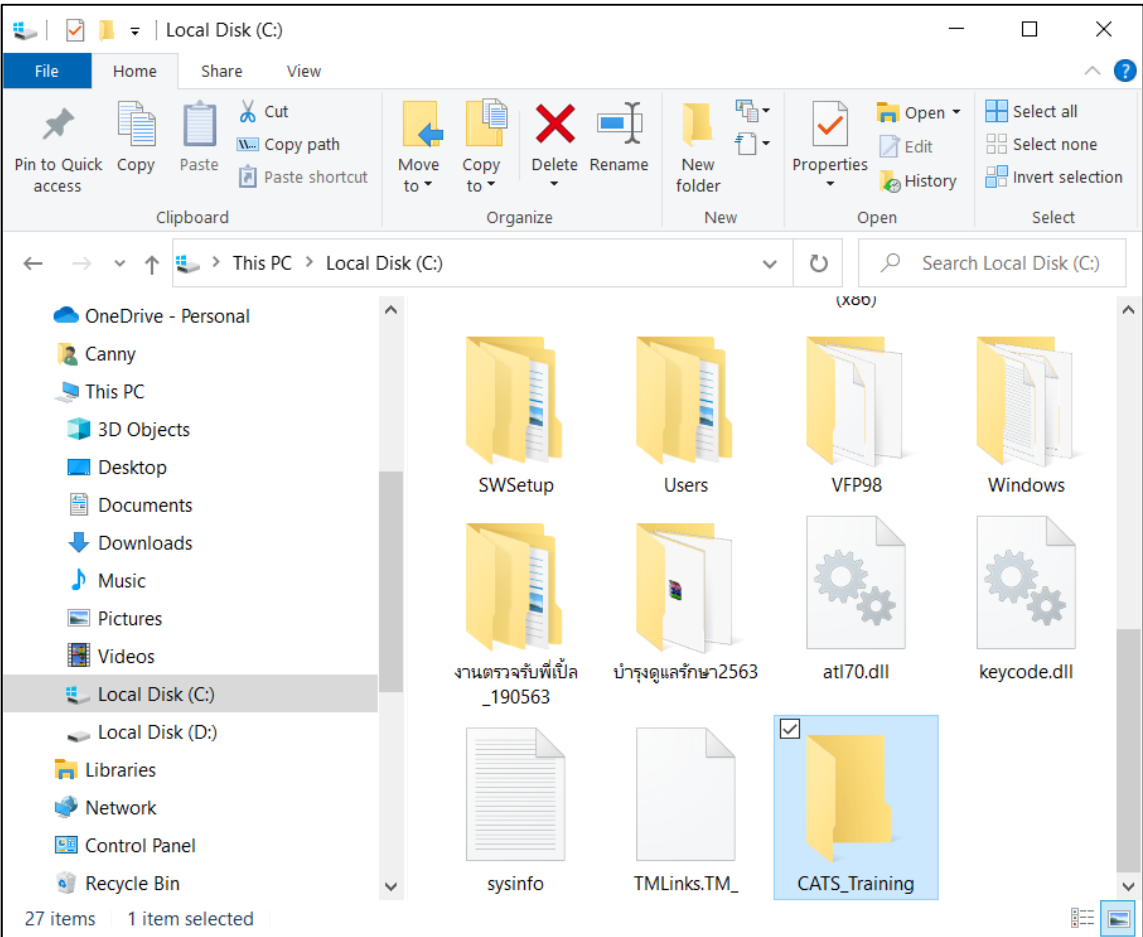 Local Disk (C:)
File Home Share View
Cut
Copy path
Paste shortcut
Pin to Quick access
Copy
Paste
Clipboard
Move to
Copy to
Delete
Rename
Organize
New folder
New
Properties
Open
Edit
History
Open
Select all
Select none
Invert selection
Select
This PC > Local Disk (C:)
Search Local Disk (C:)
OneDrive - Personal
Canny
This PC
3D Objects
Desktop
Documents
Downloads
Music
Pictures
Videos
Local Disk (C:)
Local Disk (D:)
Libraries
Network
Control Panel
Recycle Bin
(x86)
SWSetup
Users
VFP98
Windows
งานตรวจรับพี่เปิ้ล
_190563
บำรุงดูแลรักษา2563
atl70.dll
keycode.dll
sysinfo
TMLinks.TM_
CATS_Training
27 items 1 item selected